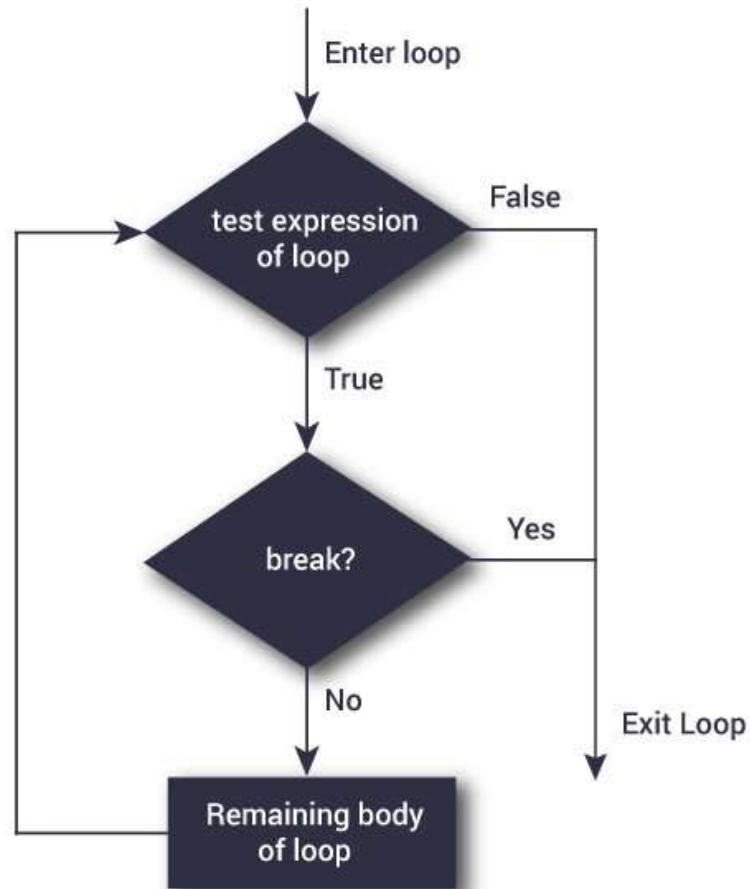 Enter loop
test expression
of loop
False
True
break?
Yes
No
Exit Loop
Remaining body
of loop